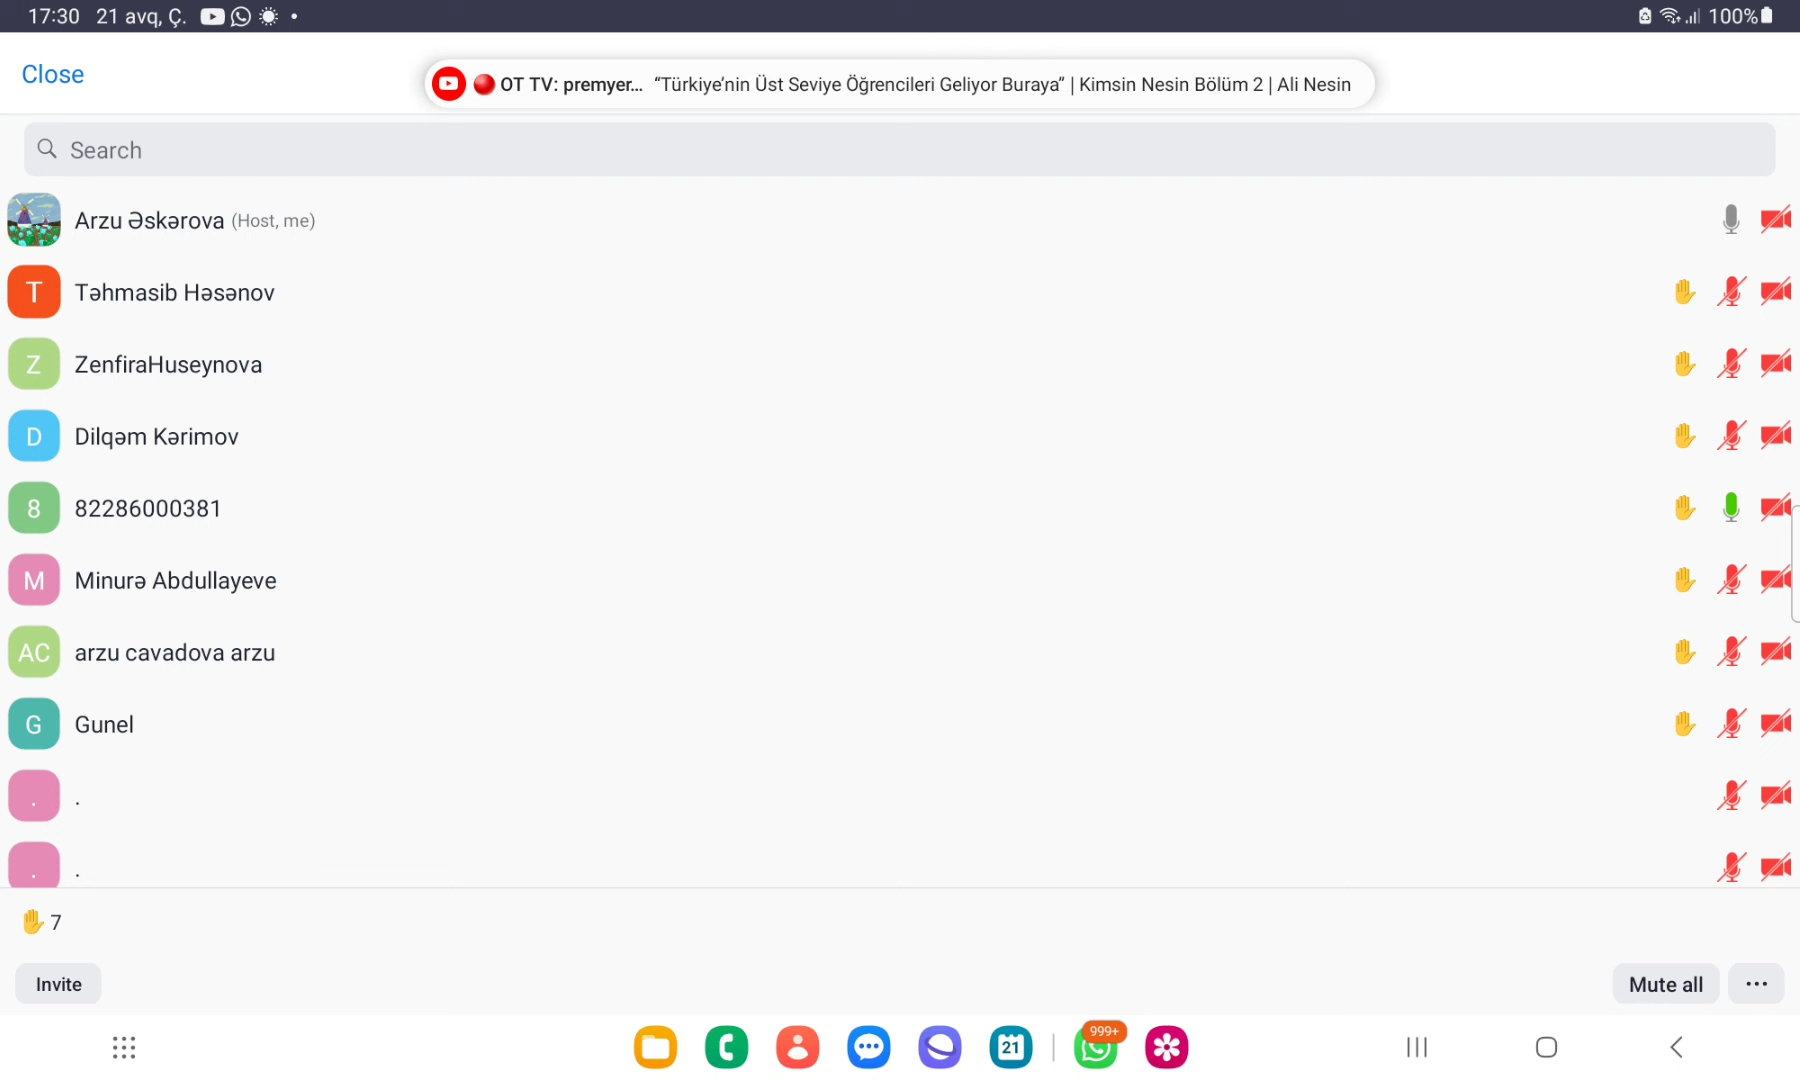 17:30 21 avq, Ç. 100%
Close
OT TV: premyer... “Türkiye’nin Üst Seviye Öğrencileri Geliyor Buraya” | Kimsin Nesin Bölüm 2 | Ali Nesin
Search
Arzu Əskərova (Host, me)
T Təhmasib Həsənov
Z ZenfiraHuseynova
D Dilqəm Kərimov
8 82286000381
M Minurə Abdullayeve
AC arzu cavadova arzu
G Gunel
. .
. .
7
Invite Mute all ...
21 999+